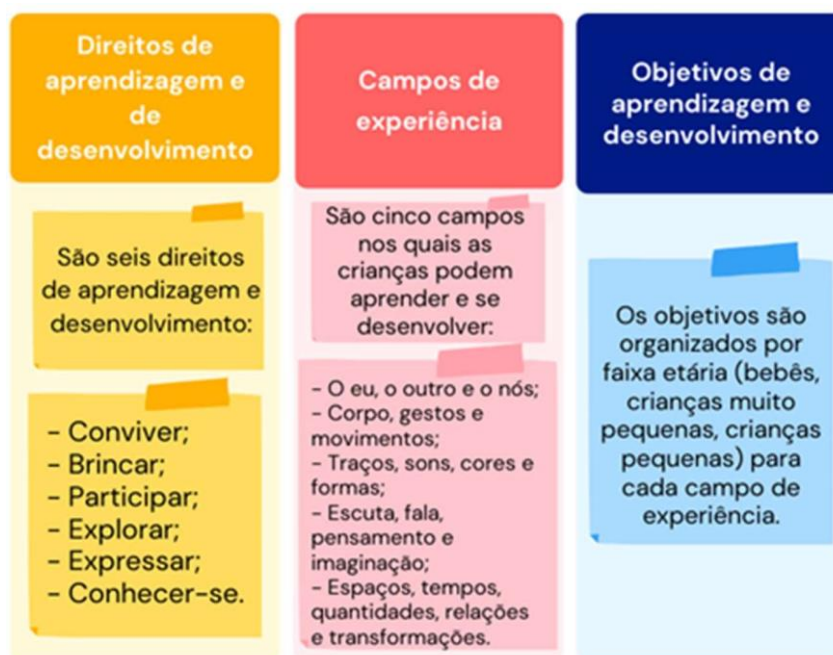 Direitos de
aprendizagem e
de
desenvolvimento
São seis direitos
de aprendizagem e
desenvolvimento:
- Conviver;
- Brincar;
- Participar;
- Explorar;
- Expressar;
- Conhecer-se.
Campos de
experiência
São cinco campos
nos quais as
crianças podem
aprender e se
desenvolver:
- O eu, o outro e o nós;
- Corpo, gestos e
movimentos;
- Traços, sons, cores e
formas;
- Escuta, fala,
pensamento e
imaginação;
- Espaços, tempos,
quantidades, relações
e transformações.
Objetivos de
aprendizagem e
desenvolvimento
Os objetivos são
organizados por
faixa etária (bebês,
crianças muito
pequenas, crianças
pequenas) para
cada campo de
experiência.